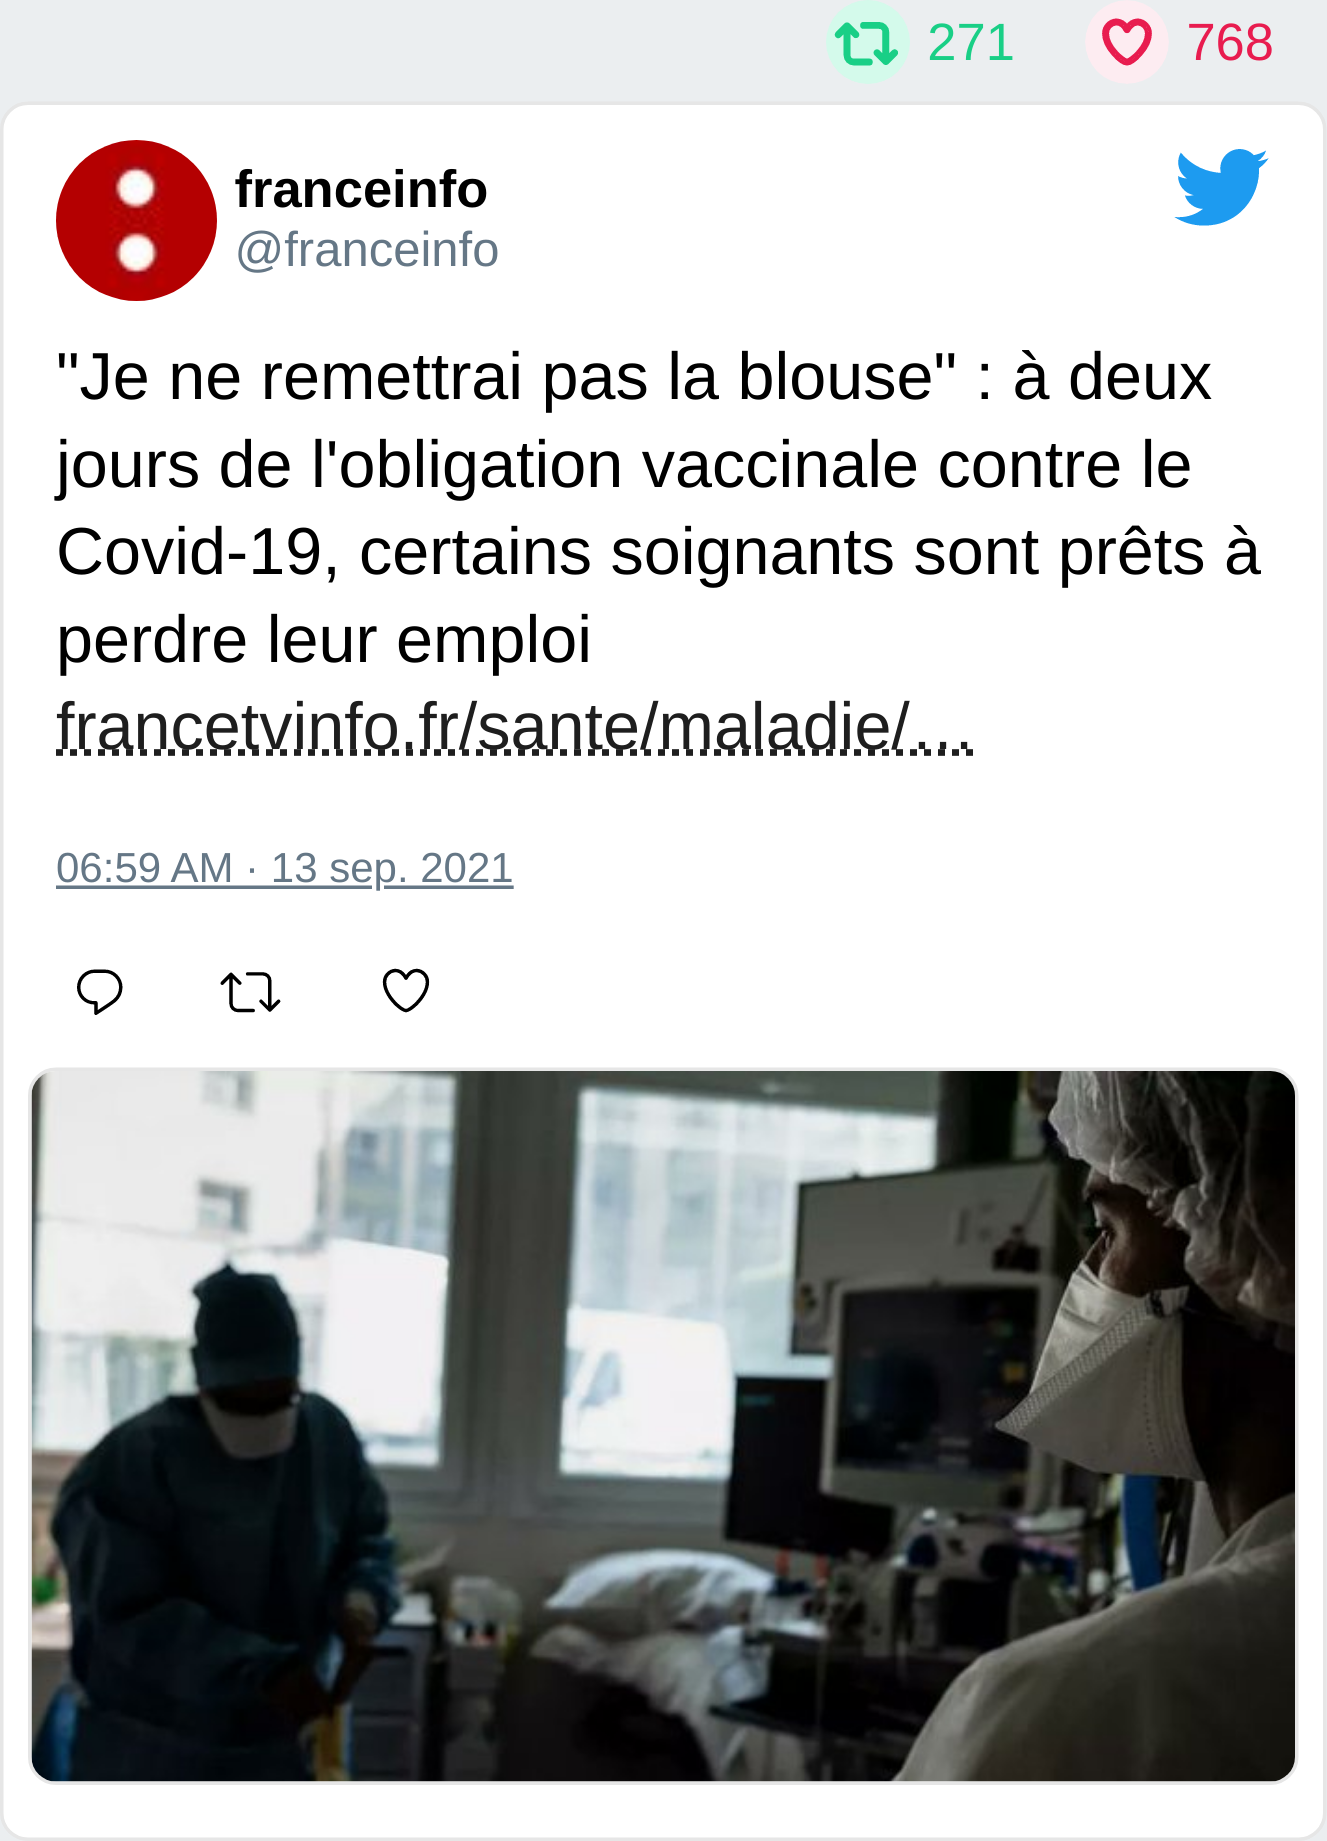 271 768
franceinfo
@franceinfo
"Je ne remettrai pas la blouse" : à deux
jours de l'obligation vaccinale contre le
Covid-19, certains soignants sont prêts à
perdre leur emploi
francetvinfo.fr/sante/maladie/...
06:59 AM · 13 sep. 2021